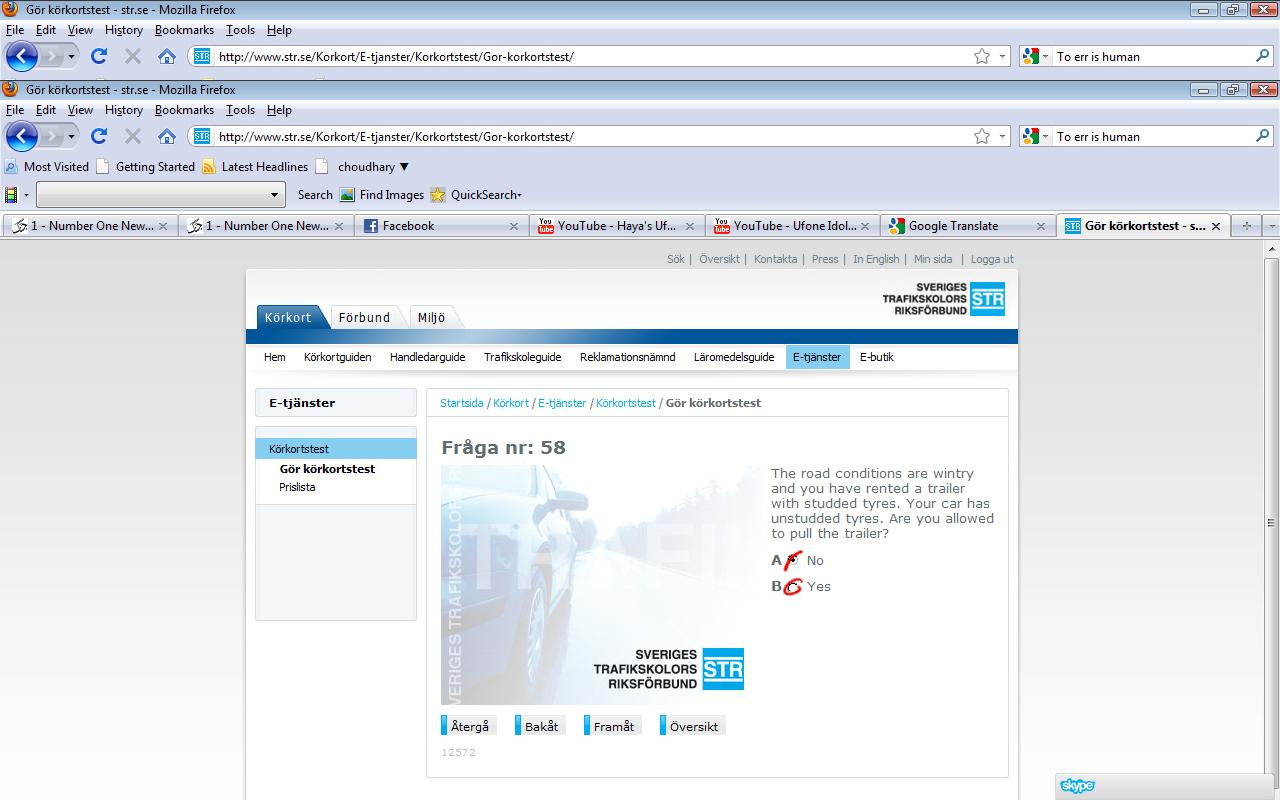 Gör körkortstest - str.se - Mozilla Firefox
File Edit View History Bookmarks Tools Help
STR http://www.str.se/Korkort/E-tjanster/Korkortstest/Gor-korkortstest/ To err is human
Gör körkortstest - str.se - Mozilla Firefox
File Edit View History Bookmarks Tools Help
STR http://www.str.se/Korkort/E-tjanster/Korkortstest/Gor-korkortstest/ To err is human
Most Visited Getting Started Latest Headlines choudhary
Search Find Images QuickSearch
1 - Number One New... 1 - Number One New... Facebook You Tube YouTube - Haya's Uf... You Tube YouTube - Ufone Idol... Google Translate STR Gör körkortstest - s...
Sök | Översikt | Kontakta | Press | In English | Min sida | Logga ut
SVERIGES
TRAFIKSKOLORS STR
RIKSFÖRBUND
Körkort Förbund Miljö
Hem Körkortguiden Handledarguide Trafikskoleguide Reklamationsnämnd Läromedelsguide E-tjänster E-butik
E-tjänster
Körkortstest
Gör körkortstest
Prislista
Startsida / Körkort / E-tjänster / Körkortstest / Gör körkortstest
Fråga nr: 58
The road conditions are wintry
and you have rented a trailer
with studded tyres. Your car has
unstudded tyres. Are you allowed
to pull the trailer?
A No
B Yes
SVERIGES
TRAFIKSKOLORS STR
RIKSFÖRBUND
Återgå Bakåt Framåt Översikt
12572
skype